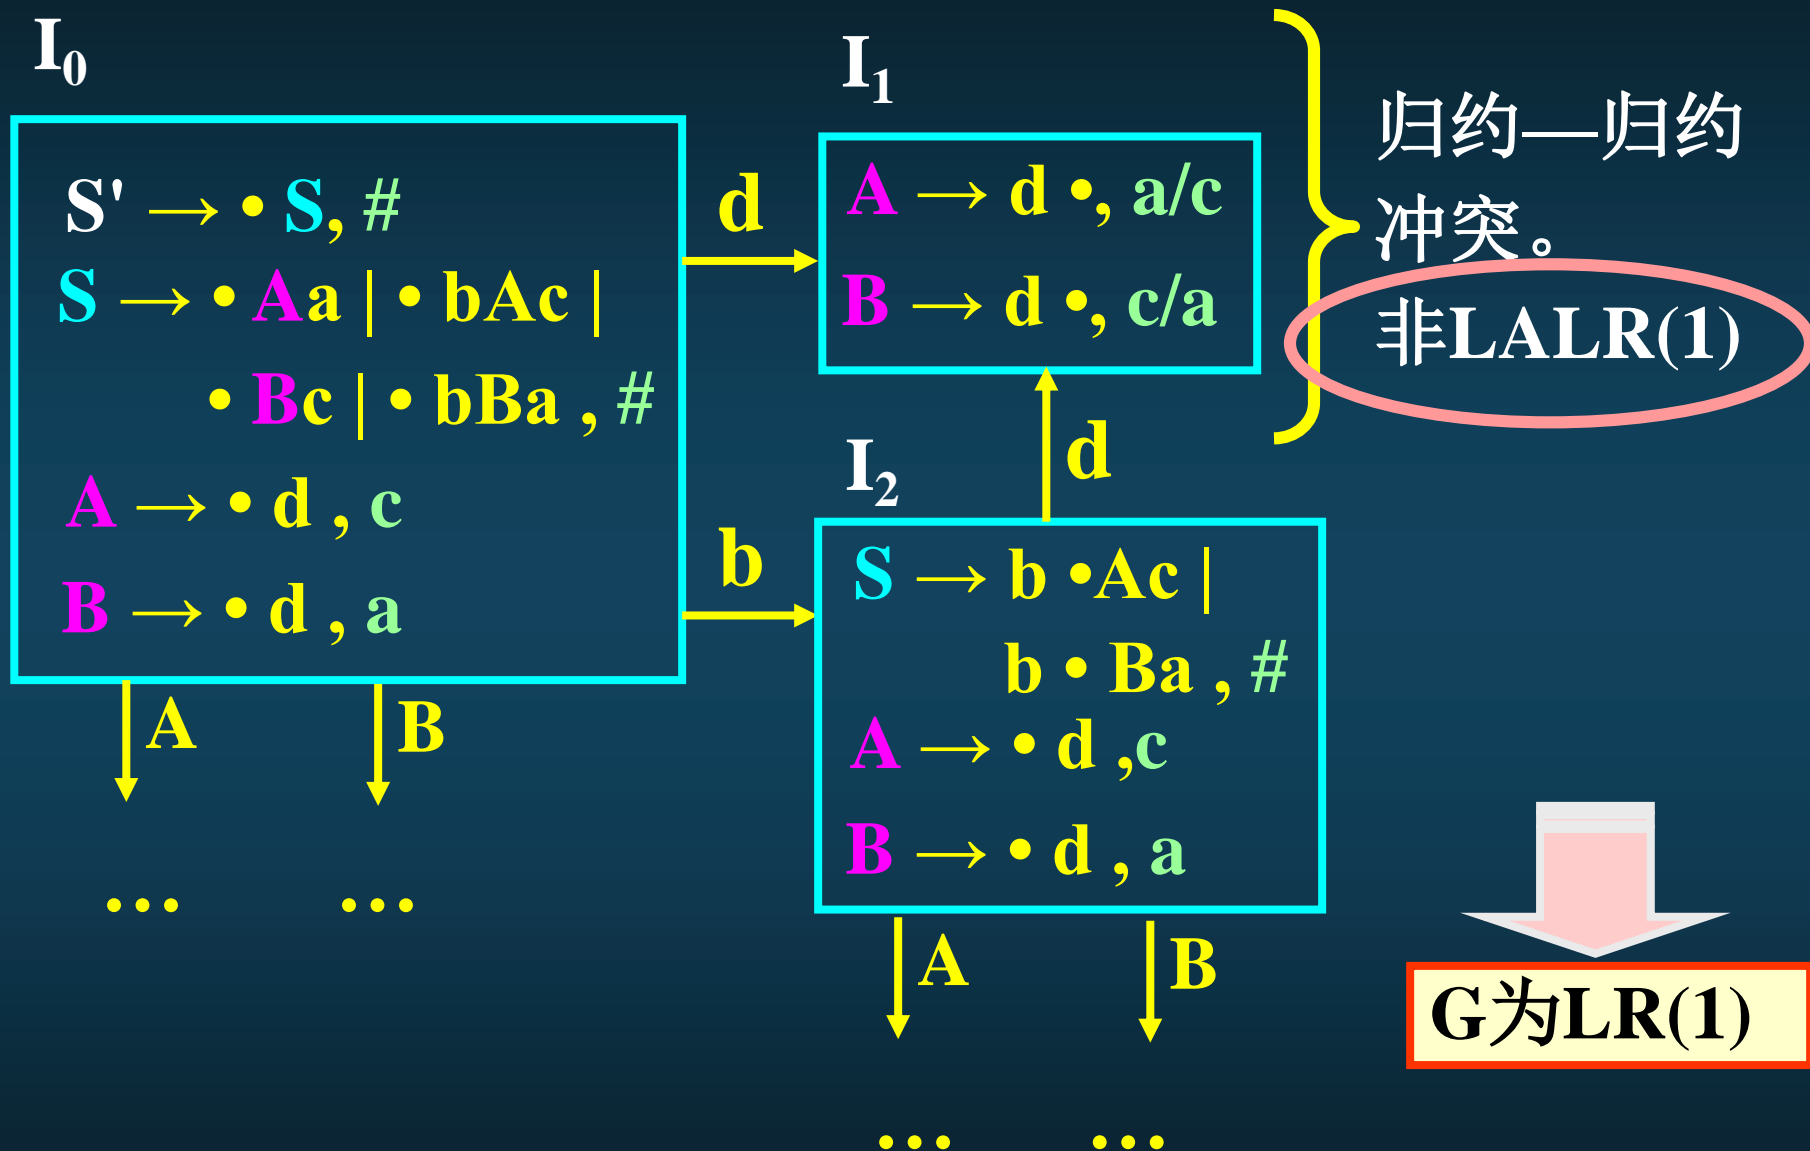 I₀
S' → • S, #
S → • Aa | • bAc |
• Bc | • bBa , #
A → • d , c
B → • d , a
d
b
A
B
•••
•••
I₁
A → d •, a/c
B → d •, c/a
d
I₂
S → b •Ac |
b • Ba , #
A → • d ,c
B → • d , a
A
B
•••
•••
归约—归约
冲突。
非LALR(1)
G为LR(1)